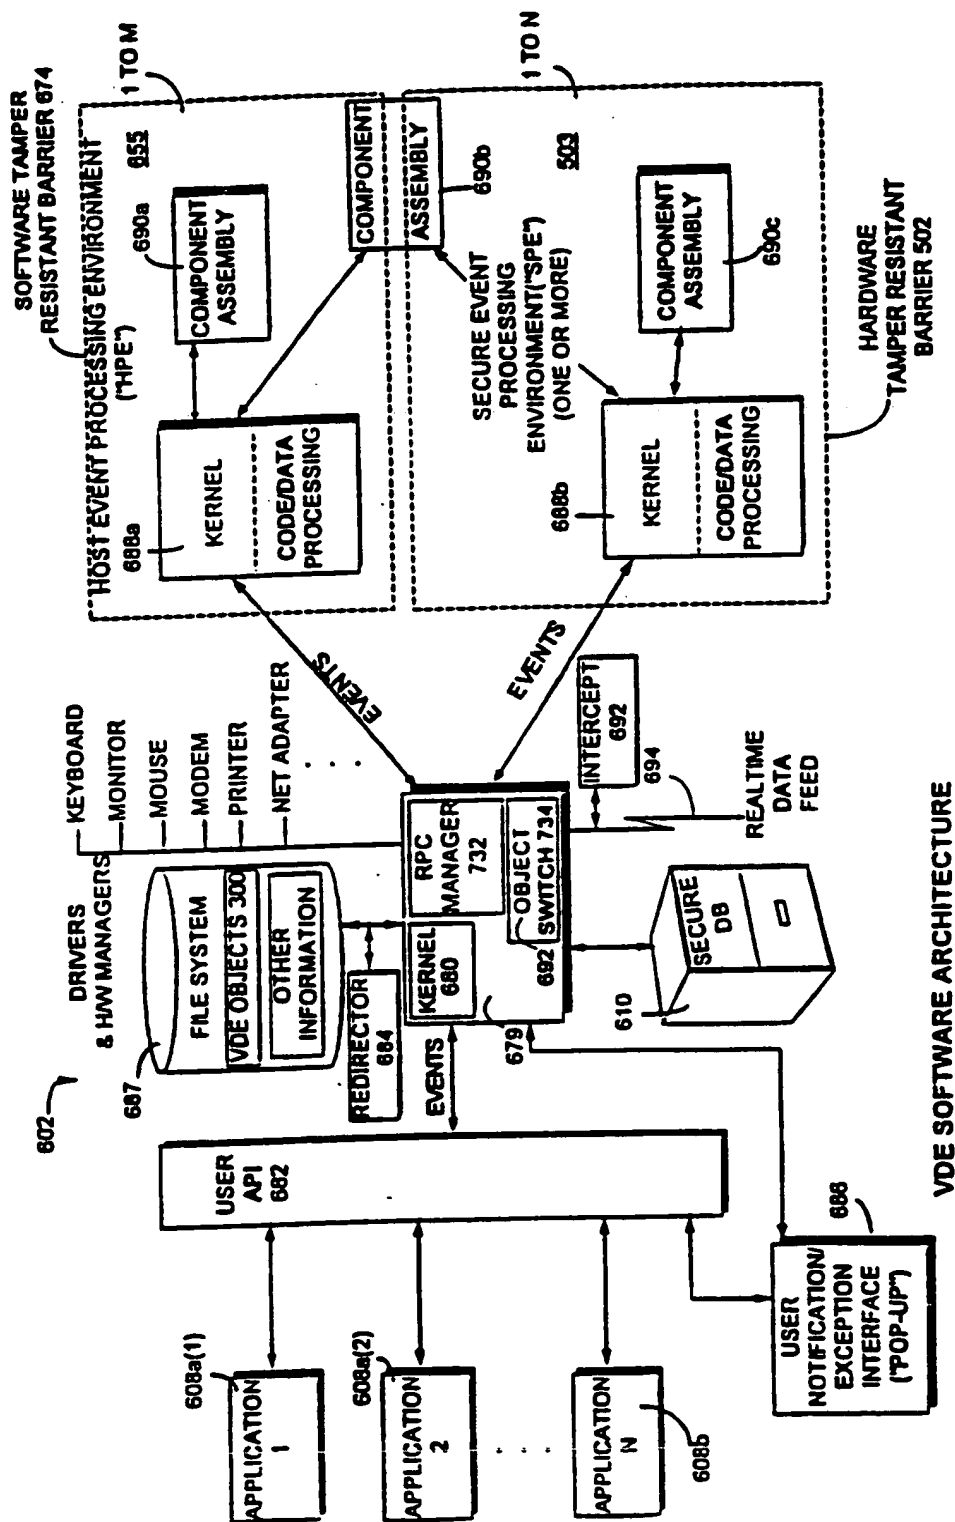 602
DRIVERS
& H/W MANAGERS
KEYBOARD
MONITOR
MOUSE
MODEM
PRINTER
NET ADAPTER
. . .
SOFTWARE TAMPER
RESISTANT BARRIER 674
HOST EVENT PROCESSING ENVIRONMENT
("HPE")
655
1 TO M
688a
KERNEL
CODE/DATA
PROCESSING
690a
COMPONENT
ASSEMBLY
COMPONENT
ASSEMBLY
690b
1 TO N
503
SECURE EVENT
PROCESSING
ENVIRONMENT("SPE")
(ONE OR MORE)
688b
KERNEL
CODE/DATA
PROCESSING
COMPONENT
ASSEMBLY
690c
HARDWARE
TAMPER RESISTANT
BARRIER 502
687
FILE SYSTEM
VDE OBJECTS 300
OTHER
INFORMATION
REDIRECTOR
684
EVENTS
EVENTS
EVENTS
KERNEL
680
RPC
MANAGER
732
OBJECT
SWITCH 734
692
679
INTERCEPT
692
694
REALTIME
DATA
FEED
SECURE
DB
610
USER
API
682
608a(1)
APPLICATION
1
608a(2)
APPLICATION
2
. . .
APPLICATION
N
608b
USER
NOTIFICATION/
EXCEPTION
INTERFACE
("POP-UP")
686
VDE SOFTWARE ARCHITECTURE